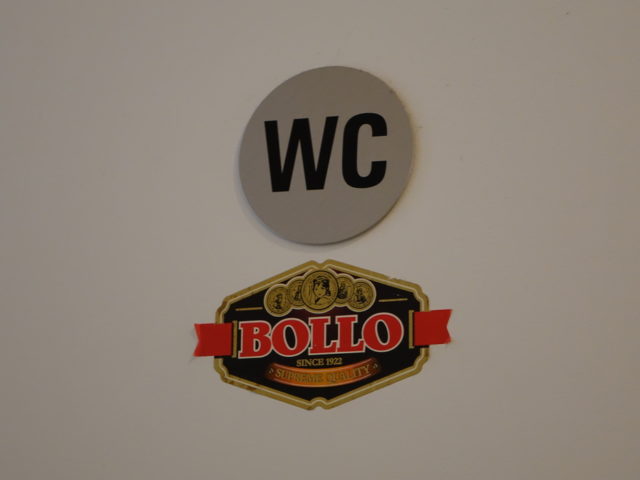 WC
BOLLO
SINCE 1922
SUPREME QUALITY